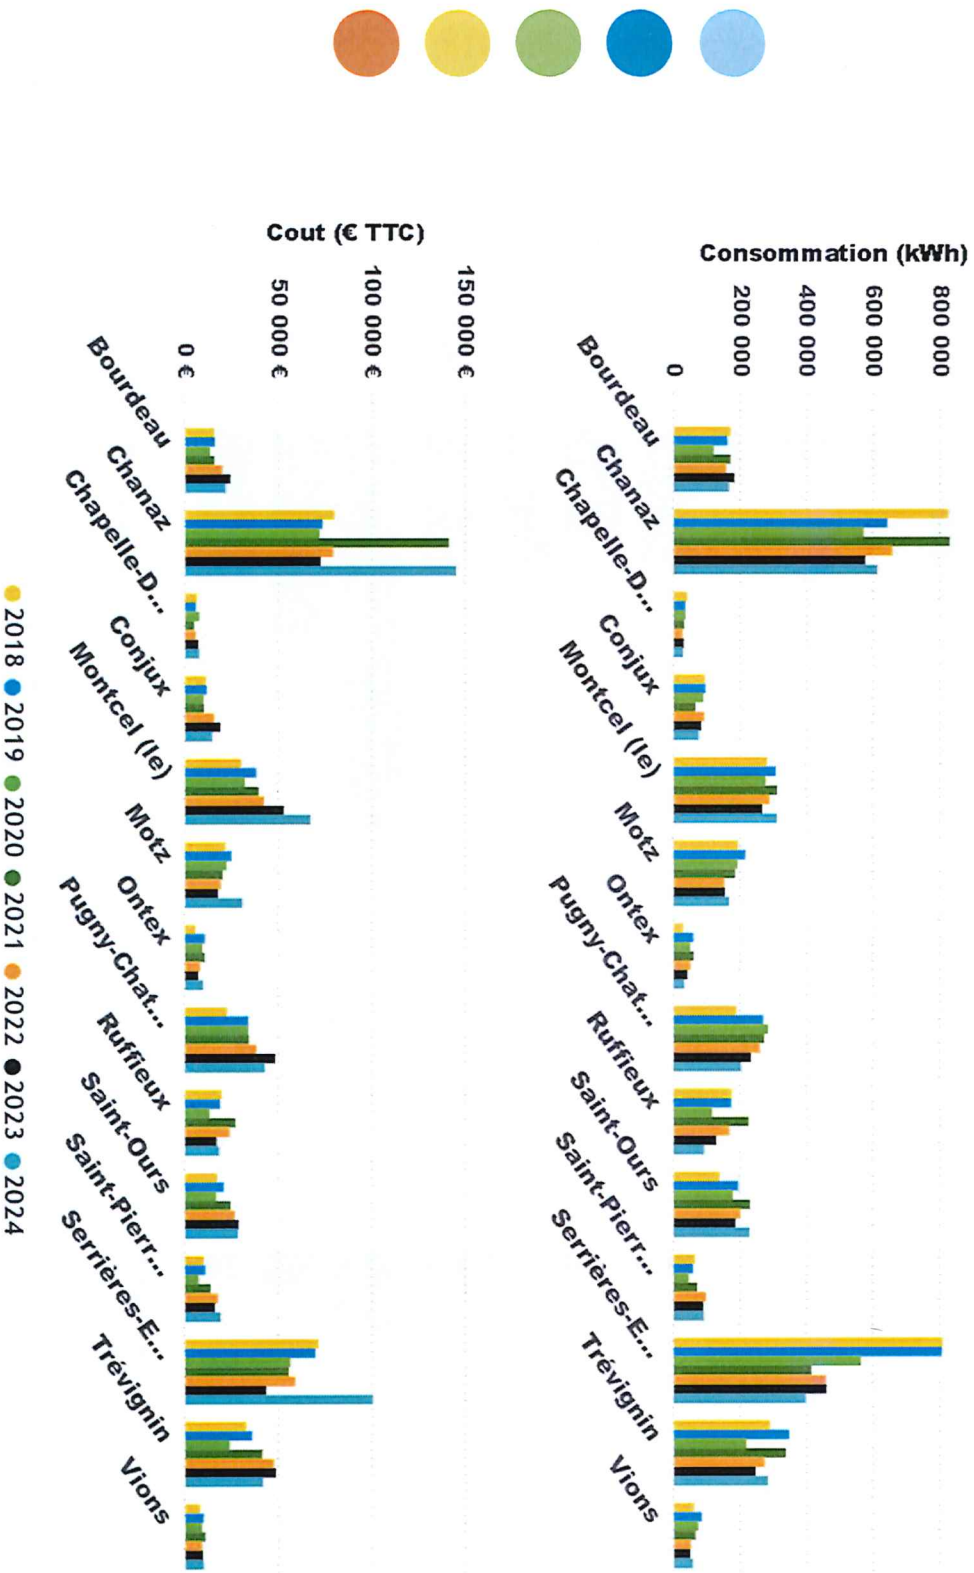 Consommation (kWh)
800 000
600 000
400 000
200 000
0
Bourdeau
Chanaz
Chapelle-D...
Conjux
Montcel (le)
Motz
Ontex
Pugny-Chat...
Ruffieux
Saint-Ours
Saint-Pierr...
Serrières-E...
Trévignin
Vions
Cout (€ TTC)
150 000 €
100 000 €
50 000 €
0 €
Bourdeau
Chanaz
Chapelle-D...
Conjux
Montcel (le)
Motz
Ontex
Pugny-Chat...
Ruffieux
Saint-Ours
Saint-Pierr...
Serrières-E...
Trévignin
Vions
2018 2019 2020 2021 2022 2023 2024